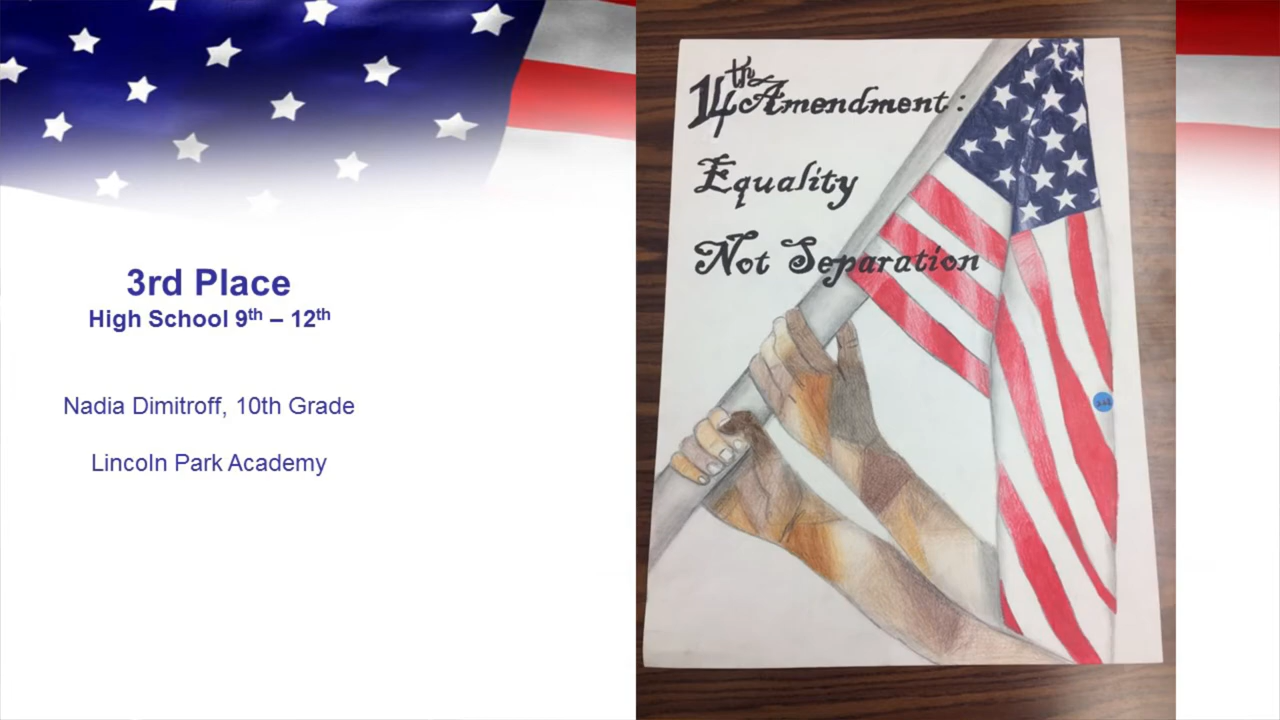 3rd Place
High School 9th – 12th
Nadia Dimitroff, 10th Grade
Lincoln Park Academy
14th Amendment:
Equality
Not Separation